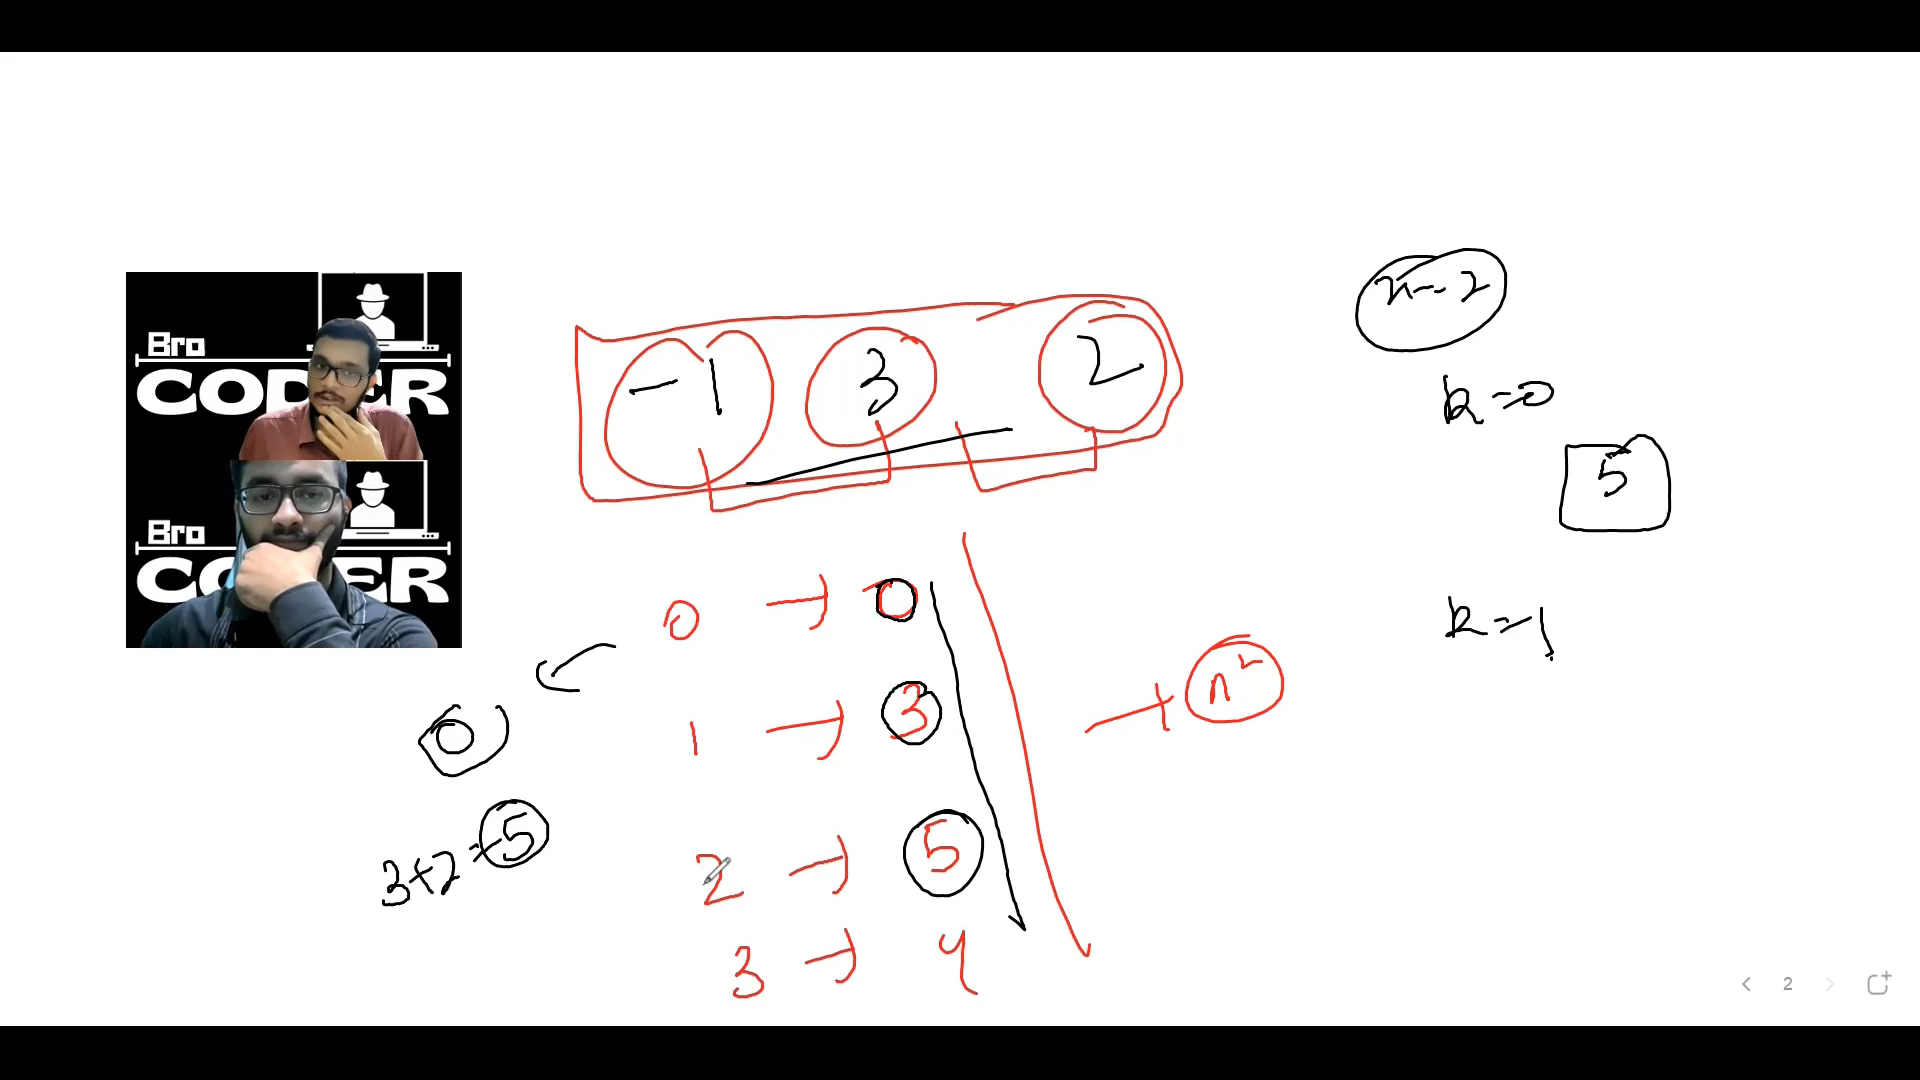 Bro
CODER
Bro
CODER
-1 3 2
x=-2
k=0
5
k=1
0 → 0
1 → 3
2 → 5
3 → 4
→ n²
0
3+2=5
2